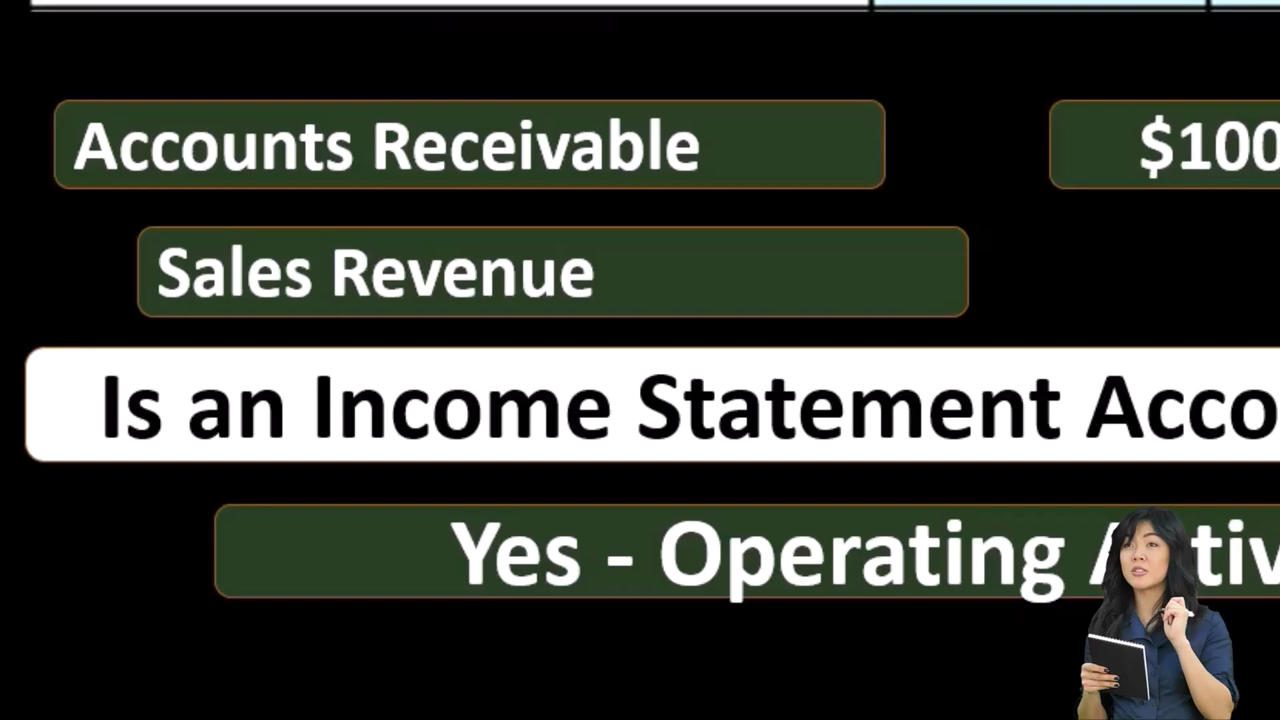 Accounts Receivable $100
Sales Revenue
Is an Income Statement Acco
Yes - Operating